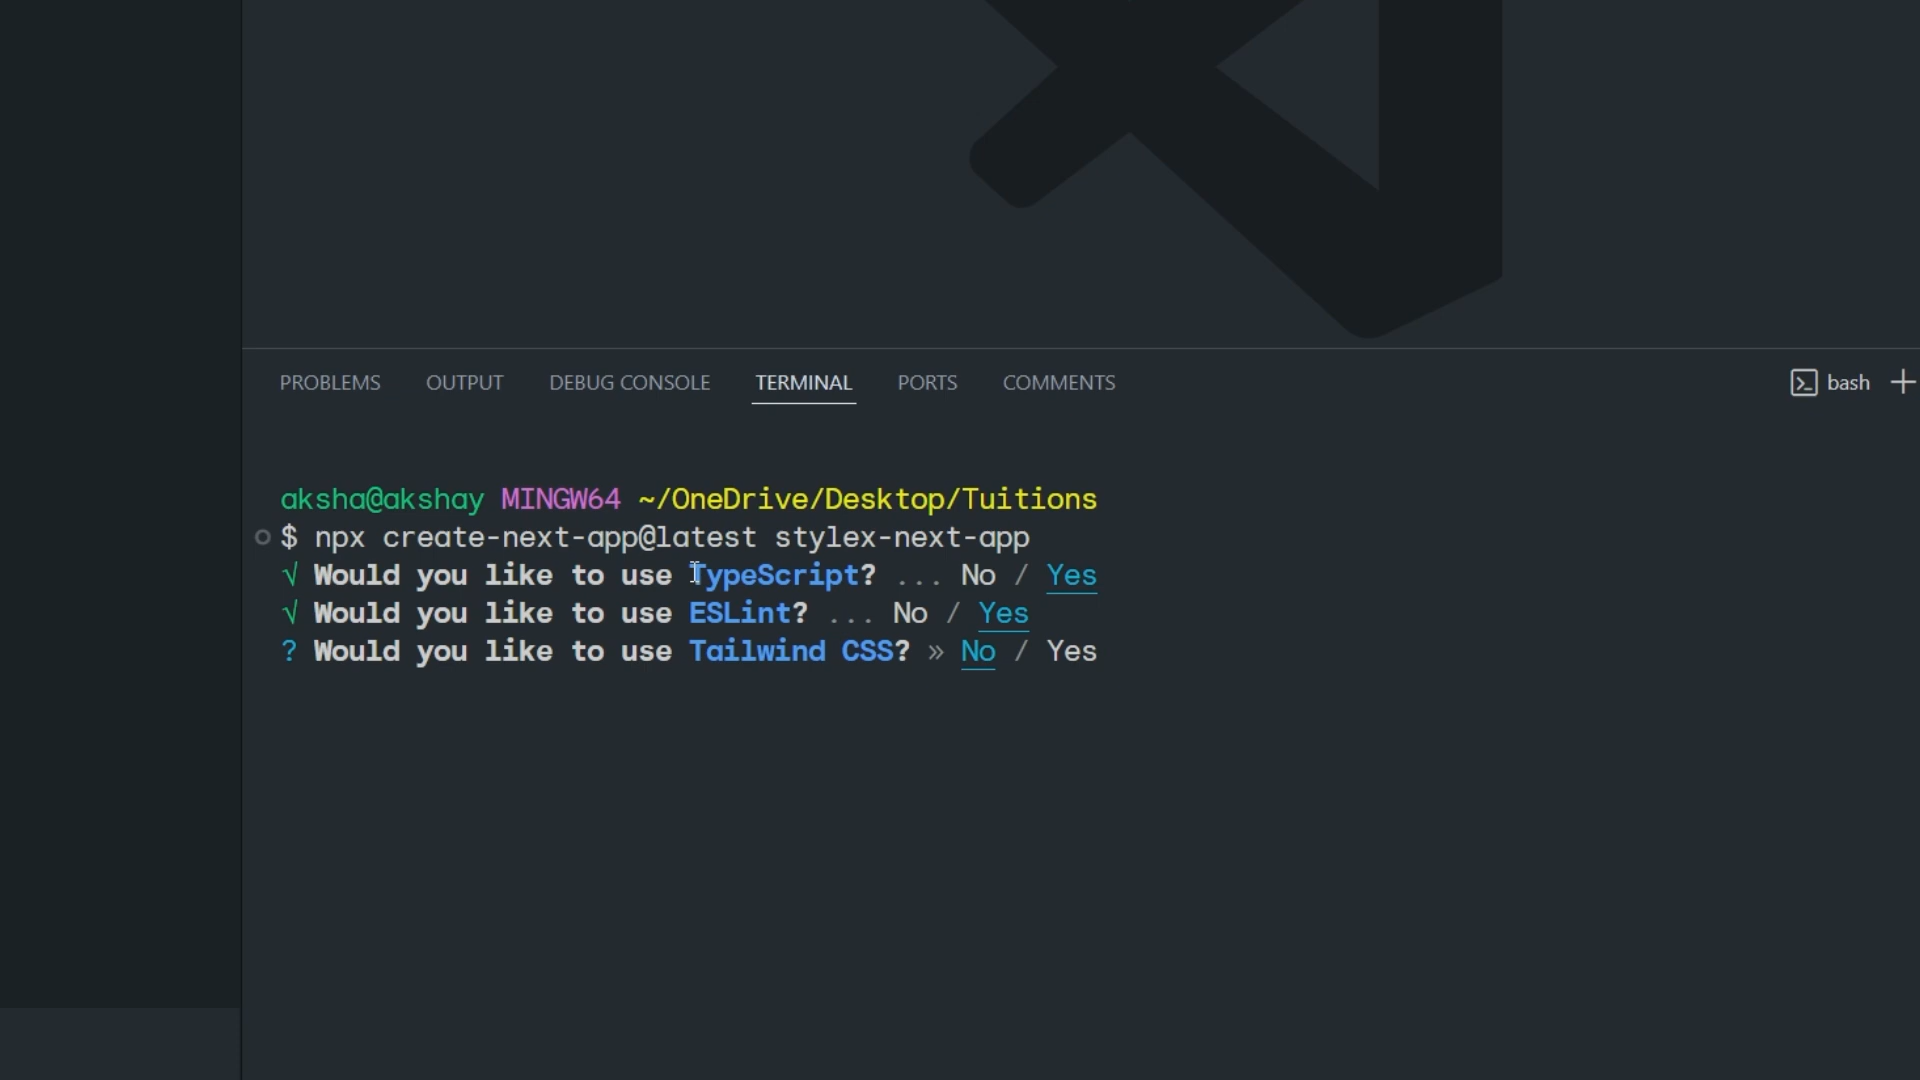 PROBLEMS OUTPUT DEBUG CONSOLE TERMINAL PORTS COMMENTS bash
aksha@akshay MINGW64 ~/OneDrive/Desktop/Tuitions
$ npx create-next-app@latest stylex-next-app
√ Would you like to use TypeScript? ... No / Yes
√ Would you like to use ESLint? ... No / Yes
? Would you like to use Tailwind CSS? » No / Yes